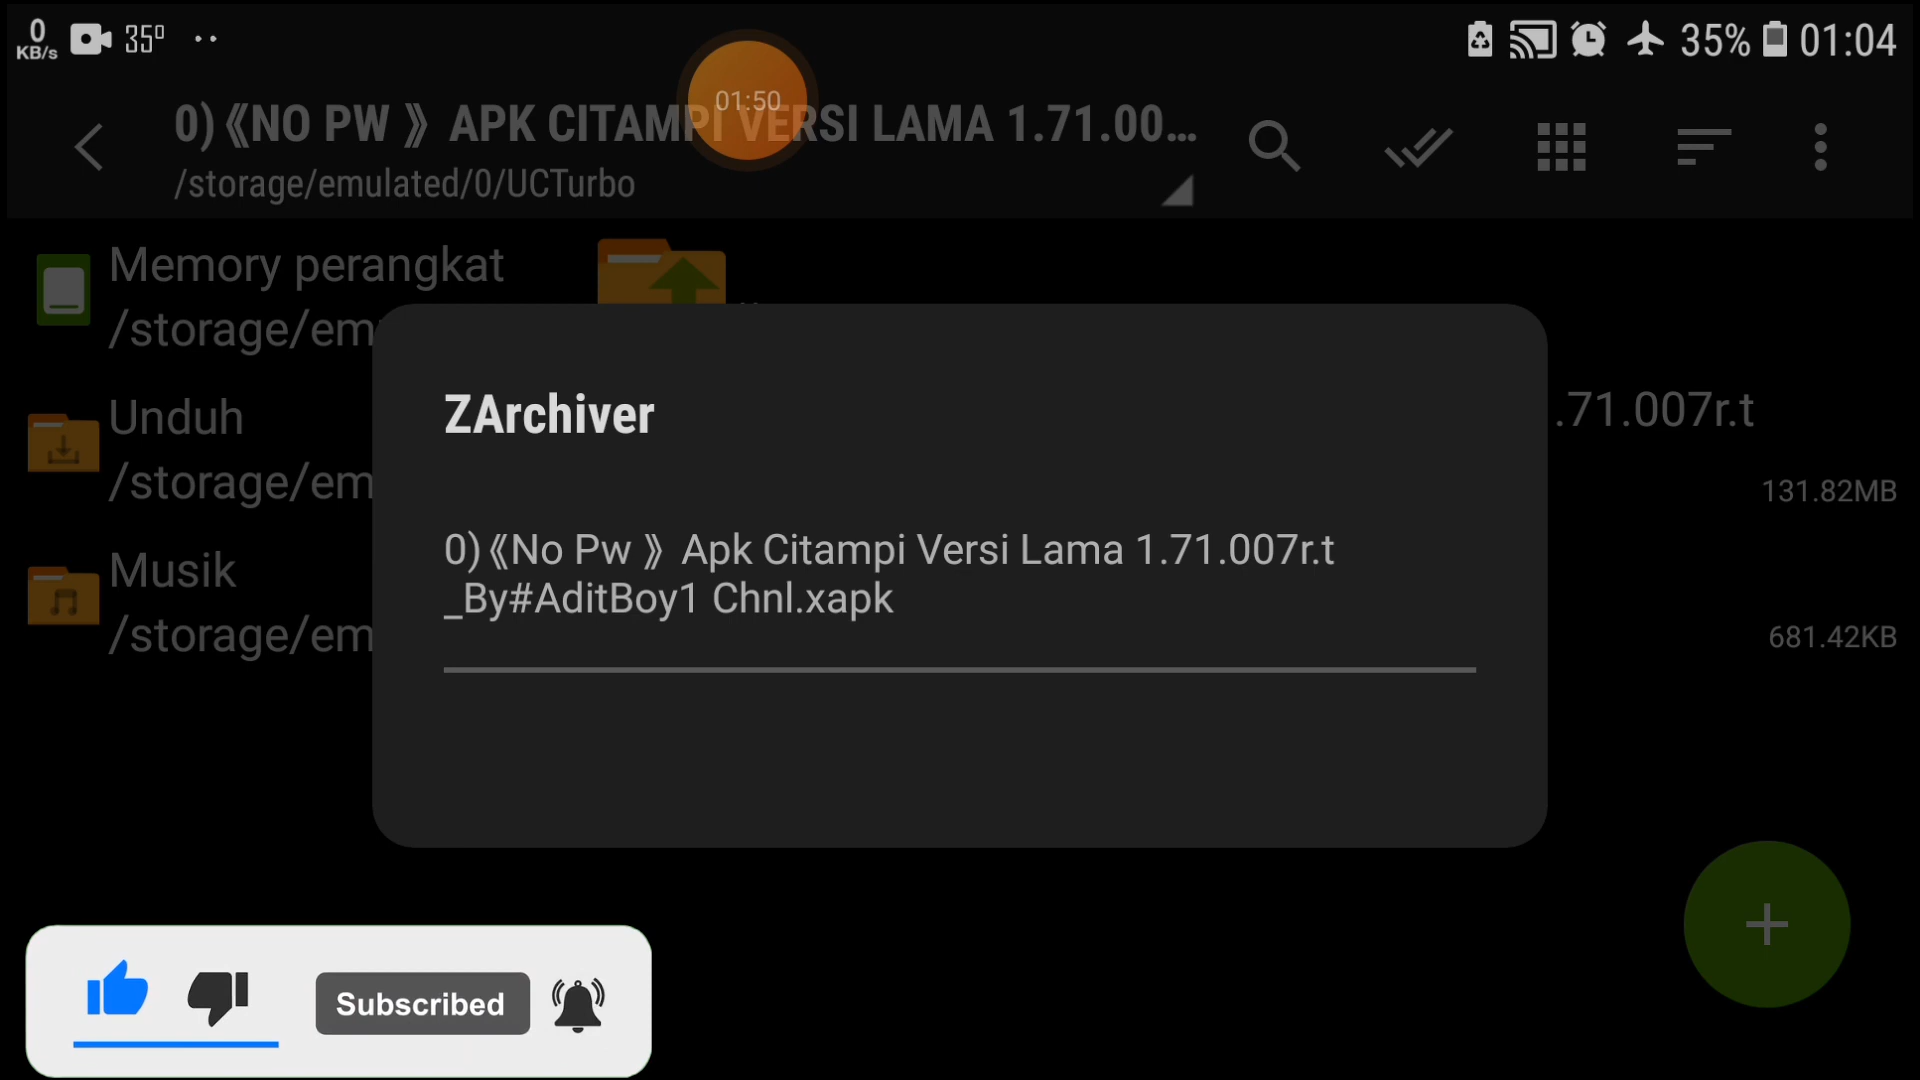 0
KB/s
35°
35%
01:04
01:50
0)《NO PW 》 APK CITAMPI VERSI LAMA 1.71.00...
/storage/emulated/0/UCTurbo
Memory perangkat
/storage/em
..
Unduh
/storage/em
.71.007r.t
131.82MB
Musik
/storage/em
681.42KB
ZArchiver
0)《No Pw 》 Apk Citampi Versi Lama 1.71.007r.t
_By#AditBoy1 Chnl.xapk
Subscribed